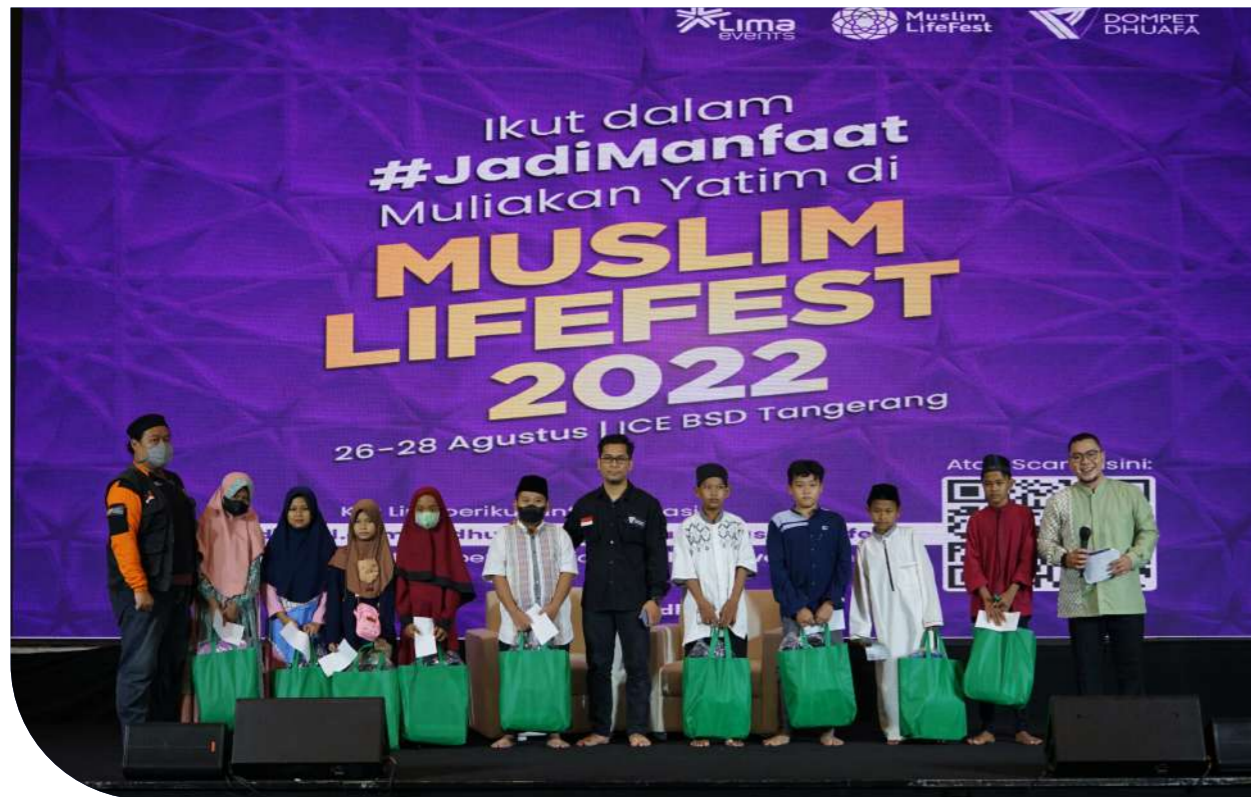 Lima
events
Muslim
LifeFest
DOMPET
DHUAFA
Ikut dalam
#JadiManfaat
Muliakan Yatim di
MUSLIM
LIFEFEST
2022
26-28 Agustus | ICE BSD Tangerang